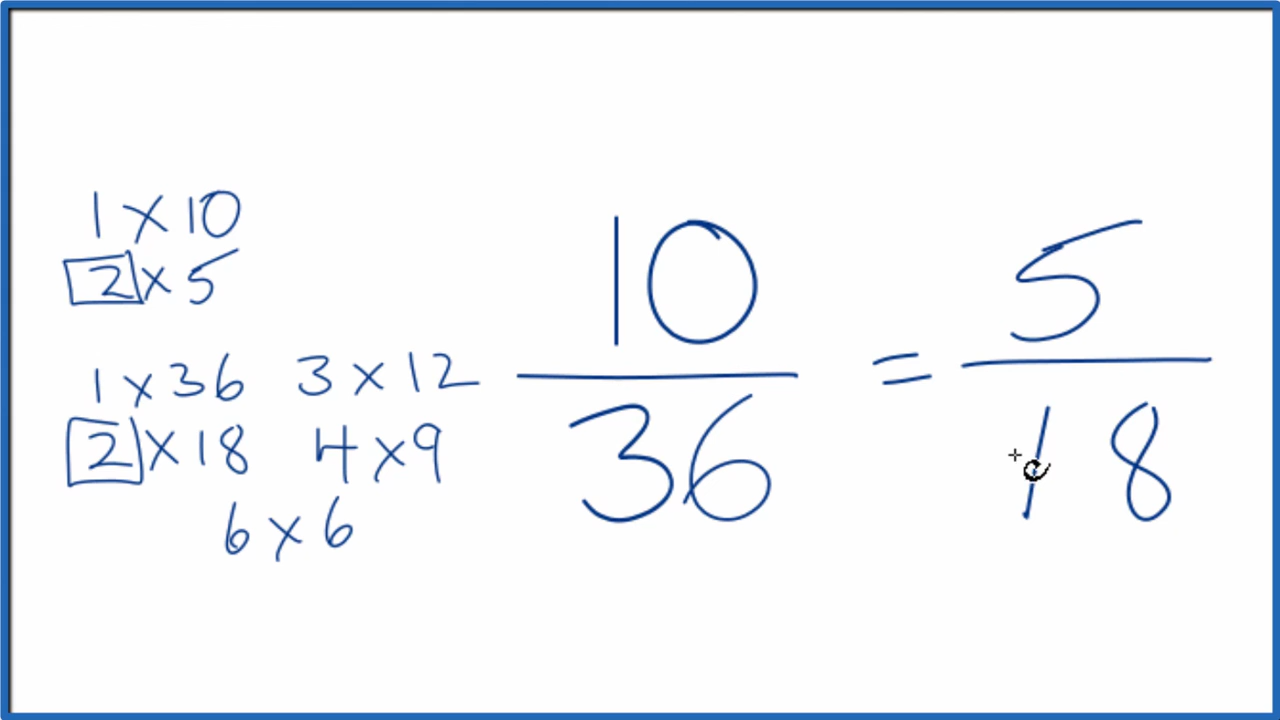 1 x 10
2 x 5
1 x 36 3 x 12
2 x 18 4 x 9
6 x 6
10/36 = 5/18